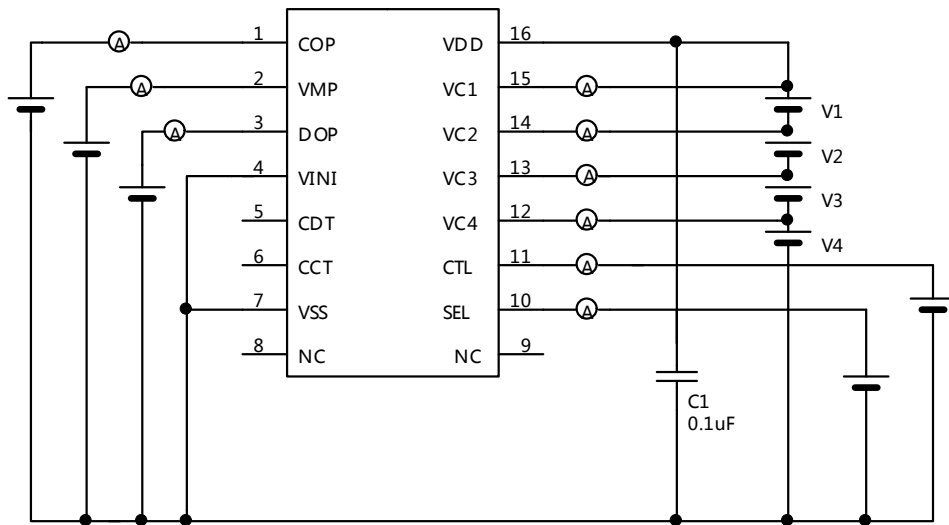 A 1 COP VDD 16
A 2 VMP VC1 15 A V1
A 3 DOP VC2 14 A V2
4 VINI VC3 13 A V3
5 CDT VC4 12 A V4
6 CCT CTL 11 A
7 VSS SEL 10 A
8 NC NC 9
C1
0.1uF